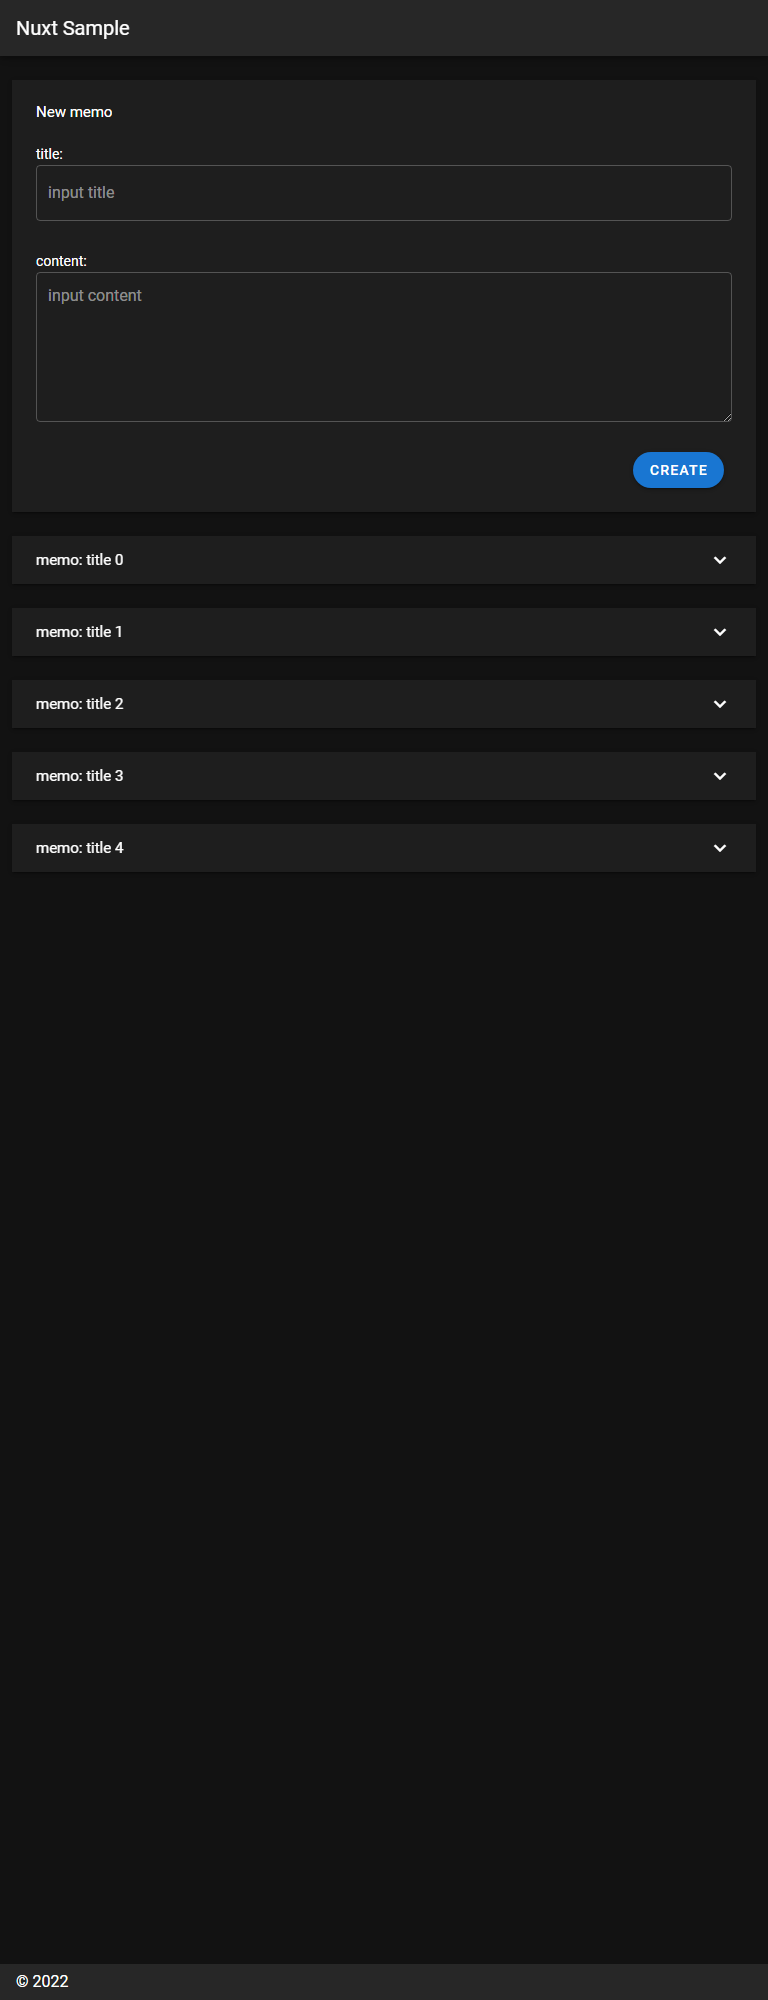 Nuxt Sample
New memo
title:
input title
content:
input content
CREATE
memo: title 0
memo: title 1
memo: title 2
memo: title 3
memo: title 4
© 2022